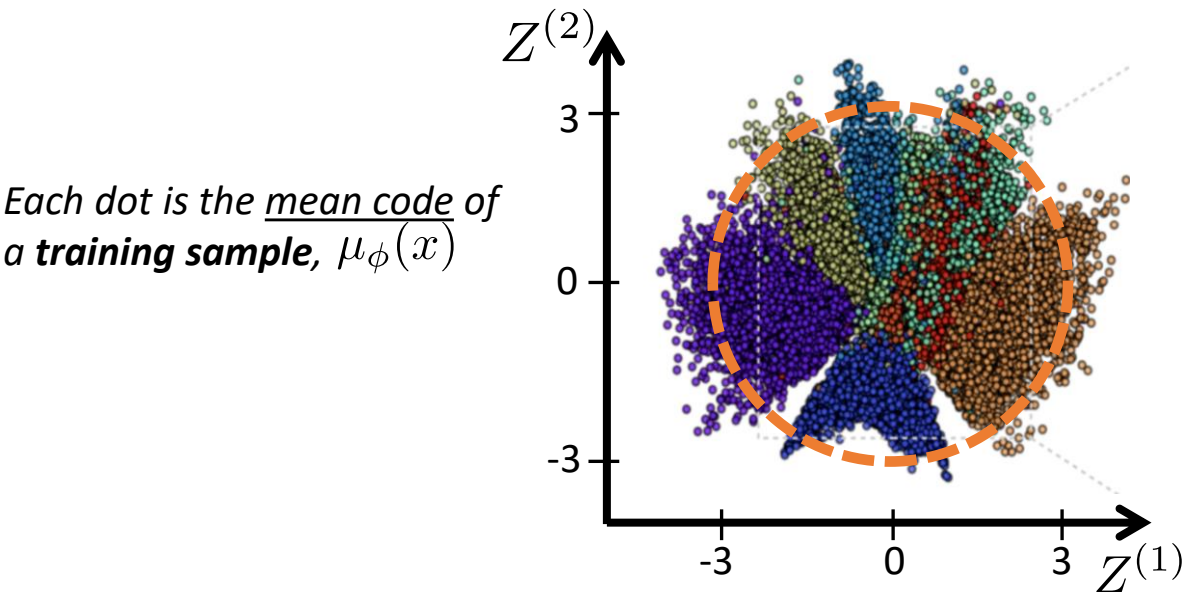 Z^{(2)}
3
Each dot is the mean code of
a training sample, μ_ϕ(x)
0
-3
-3 0 3 Z^{(1)}